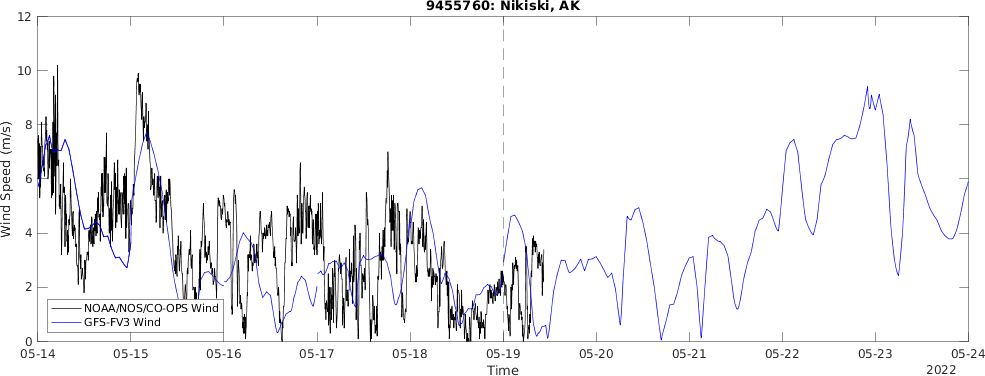 9455760: Nikiski, AK
Wind Speed (m/s)
12
10
8
6
4
2
0
NOAA/NOS/CO-OPS Wind
GFS-FV3 Wind
05-14 05-15 05-16 05-17 05-18 05-19 05-20 05-21 05-22 05-23 05-24
Time
2022